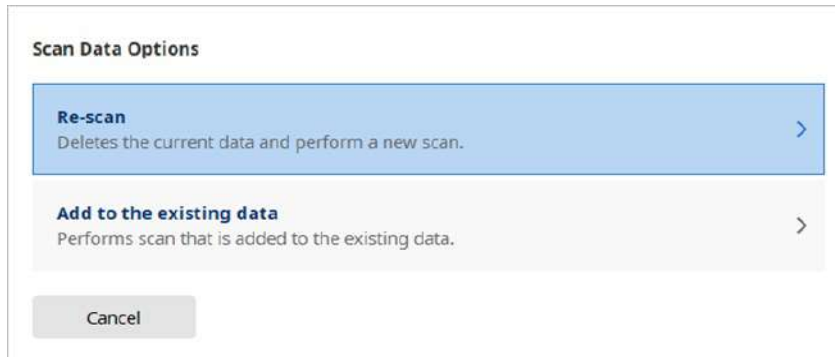 Scan Data Options
Re-scan
Deletes the current data and perform a new scan.
Add to the existing data
Performs scan that is added to the existing data.
Cancel